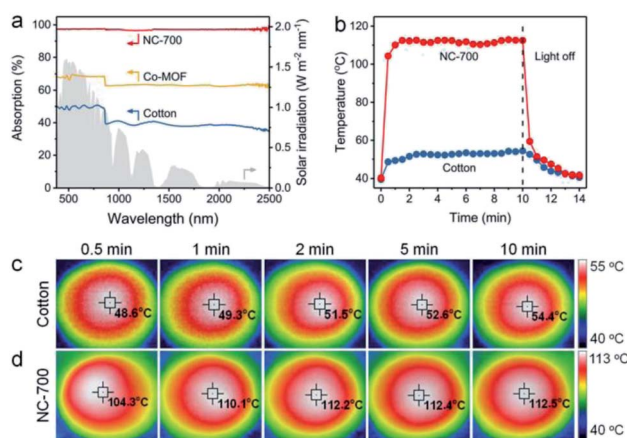 a
100
80
60
40
20
0
Absorption (%)
NC-700
Co-MOF
Cotton
2.0
1.5
1.0
0.5
0.0
Solar irradiation (W m⁻² nm⁻¹)
500 1000 1500 2000 2500
Wavelength (nm)
b
120
100
80
60
40
Temperature (°C)
NC-700
Light off
Cotton
0 2 4 6 8 10 12 14
Time (min)
0.5 min 1 min 2 min 5 min 10 min
c
Cotton
48.6°C 49.3°C 51.5°C 52.6°C 54.4°C
55 °C
40 °C
d
NC-700
104.3°C 110.1°C 112.2°C 112.4°C 112.5°C
113 °C
40 °C